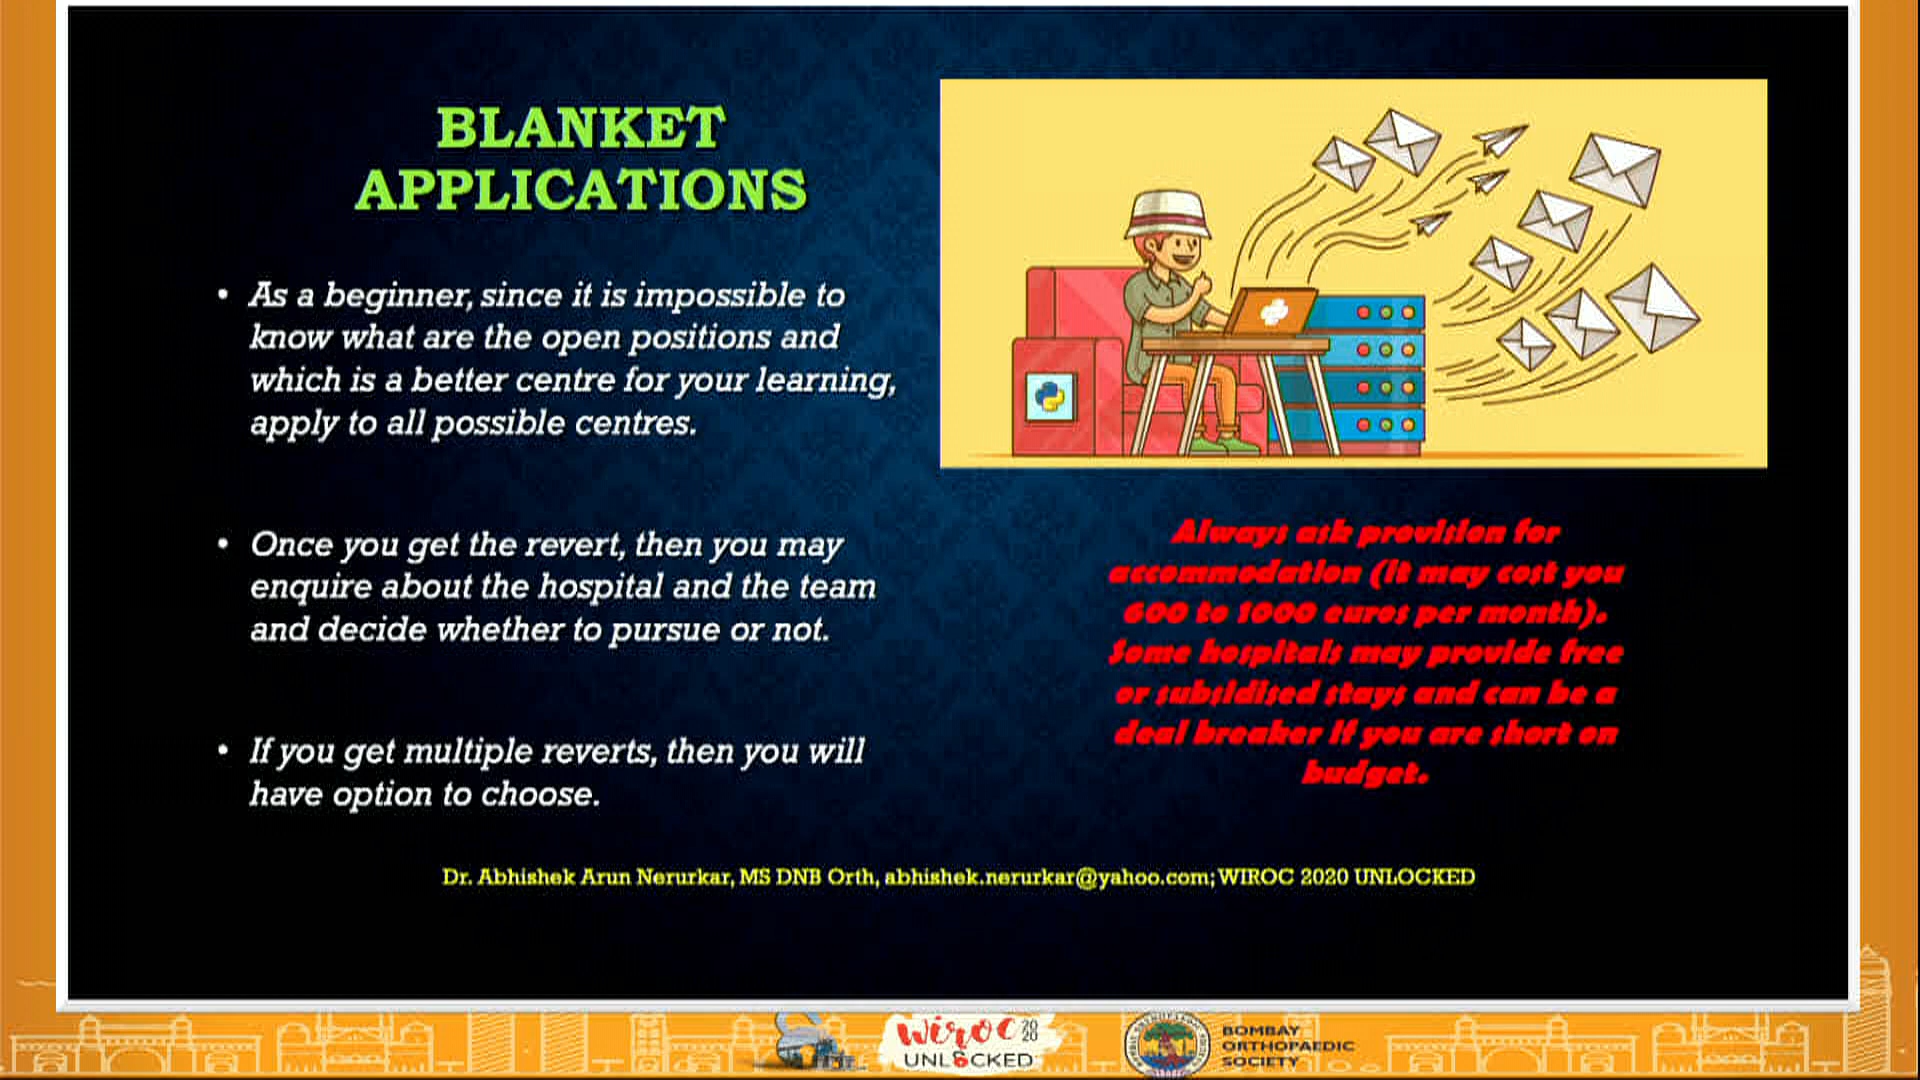 BLANKET
APPLICATIONS
• As a beginner, since it is impossible to
know what are the open positions and
which is a better centre for your learning,
apply to all possible centres.
• Once you get the revert, then you may
enquire about the hospital and the team
and decide whether to pursue or not.
• If you get multiple reverts, then you will
have option to choose.
Always ask provision for
accommodation (it may cost you
600 to 1000 euros per month).
Some hospitals may provide free
or subsidised stays and can be a
deal breaker if you are short on
budget.
Dr. Abhishek Arun Nerurkar, MS DNB Orth, abhishek.nerurkar@yahoo.com; WIROC 2020 UNLOCKED
WIROC 2020
UNLOCKED
BOMBAY
ORTHOPAEDIC
SOCIETY